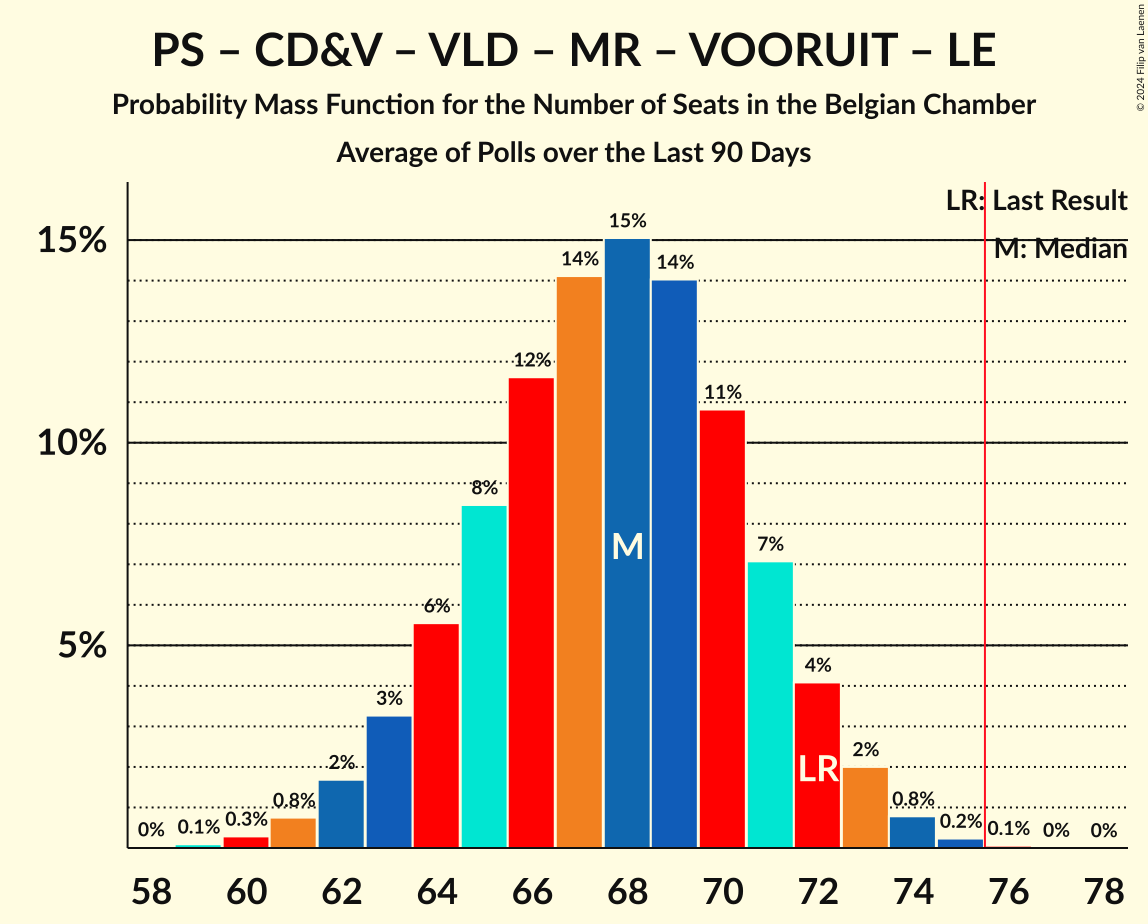 PS – CD&V – VLD – MR – VOORUIT – LE
Probability Mass Function for the Number of Seats in the Belgian Chamber
Average of Polls over the Last 90 Days
© 2024 Filip van Laenen
LR: Last Result
M: Median
15%
10%
5%
0%
0.1%
0.3%
0.8%
2%
3%
6%
8%
12%
14%
15%
14%
11%
7%
4%
2%
0.8%
0.2%
0.1%
0%
0%
M
LR
58 60 62 64 66 68 70 72 74 76 78